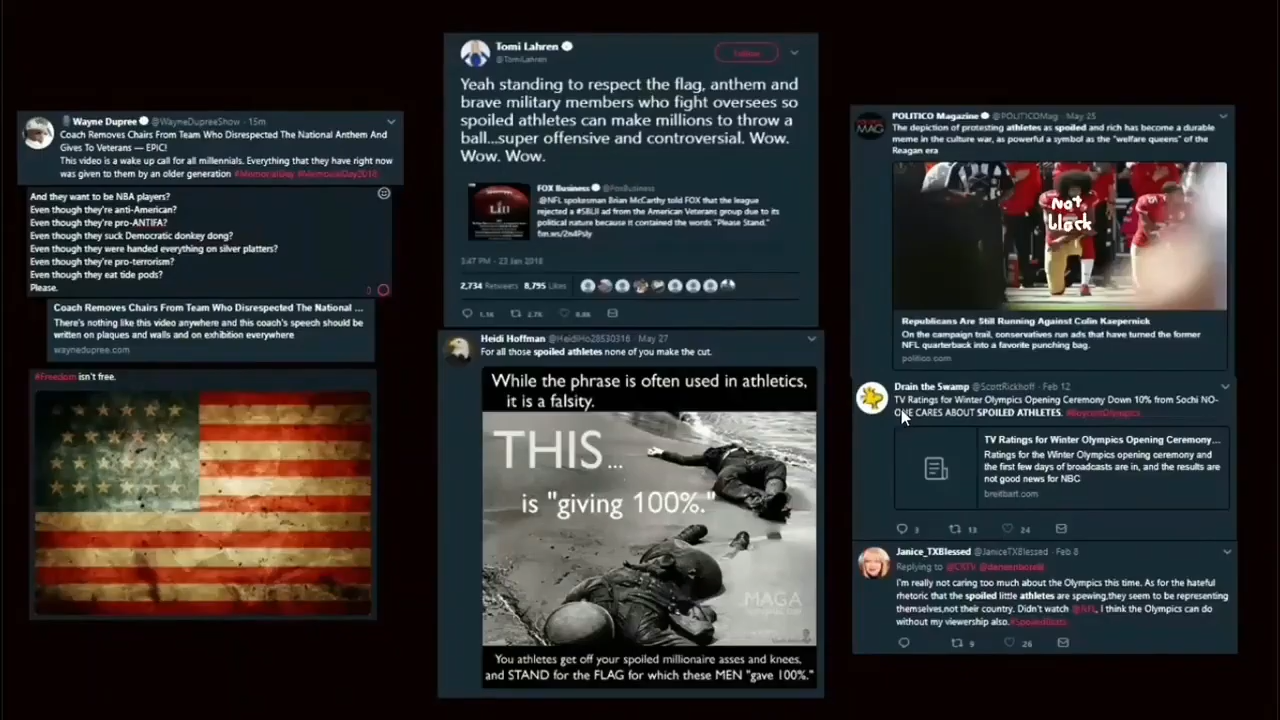 Wayne Dupree @WayneDupreeShow · 15m
Coach Removes Chairs From Team Who Disrespected The National Anthem And
Gives To Veterans — EPIC!
This video is a wake up call for all millennials. Everything that they have right now
was given to them by an older generation #MemorialDay #MemorialDay2018
And they want to be NBA players?
Even though they're anti-American?
Even though they're pro-ANTIFA?
Even though they suck Democratic donkey dong?
Even though they were handed everything on silver platters?
Even though they're pro-terrorism?
Even though they eat tide pods?
Please.
Coach Removes Chairs From Team Who Disrespected The National ...
There's nothing like this video anywhere and this coach's speech should be
written on plaques and walls and on exhibition everywhere
waynedupree.com
#Freedom isn't free.
Tomi Lahren
@TomiLahren
Follow
Yeah standing to respect the flag, anthem and
brave military members who fight oversees so
spoiled athletes can make millions to throw a
ball...super offensive and controversial. Wow.
Wow. Wow.
LII
FOX Business @FoxBusiness
.@NFL spokesman Brian McCarthy told FOX that the league
rejected a #SBLII ad from the American Veterans group due to its
political nature because it contained the words "Please Stand."
3:47 PM - 23 Jan 2018
2,734 Retweets 8,795 Likes
1.1K 2.7K 8.8K
Heidi Hoffman @HeidiHo28530316 · May 27
For all those spoiled athletes none of you make the cut.
While the phrase is often used in athletics,
it is a falsity.
THIS...
is "giving 100%."
MAGA
You athletes get off your spoiled millionaire asses and knees,
and STAND for the FLAG for which these MEN "gave 100%."
MAG
POLITICO Magazine @POLITICOMag · May 25
The depiction of protesting athletes as spoiled and rich has become a durable
meme in the culture war, as powerful a symbol as the "welfare queens" of the
Reagan era
Not
black
Republicans Are Still Running Against Colin Kaepernick
On the campaign trail, conservatives run ads that have turned the former
NFL quarterback into a favorite punching bag.
politico.com
Drain the Swamp @ScottRickhoff · Feb 12
TV Ratings for Winter Olympics Opening Ceremony Down 10% from Sochi NO-
ONE CARES ABOUT SPOILED ATHLETES. #BoycottOlympics
TV Ratings for Winter Olympics Opening Ceremony...
Ratings for the Winter Olympics opening ceremony and
the first few days of broadcasts are in, and the results are
not good news for NBC
breitbart.com
3 13 24
Janice_TXBlessed @JaniceTXBlessed · Feb 8
Replying to @CRTV
I'm really not caring too much about the Olympics this time. As for the hateful
rhetoric that the spoiled little athletes are spewing,they seem to be representing
themselves,not their country. Didn't watch @NFL, I think the Olympics can do
without my viewership also.#SpoiledBrats
9 26